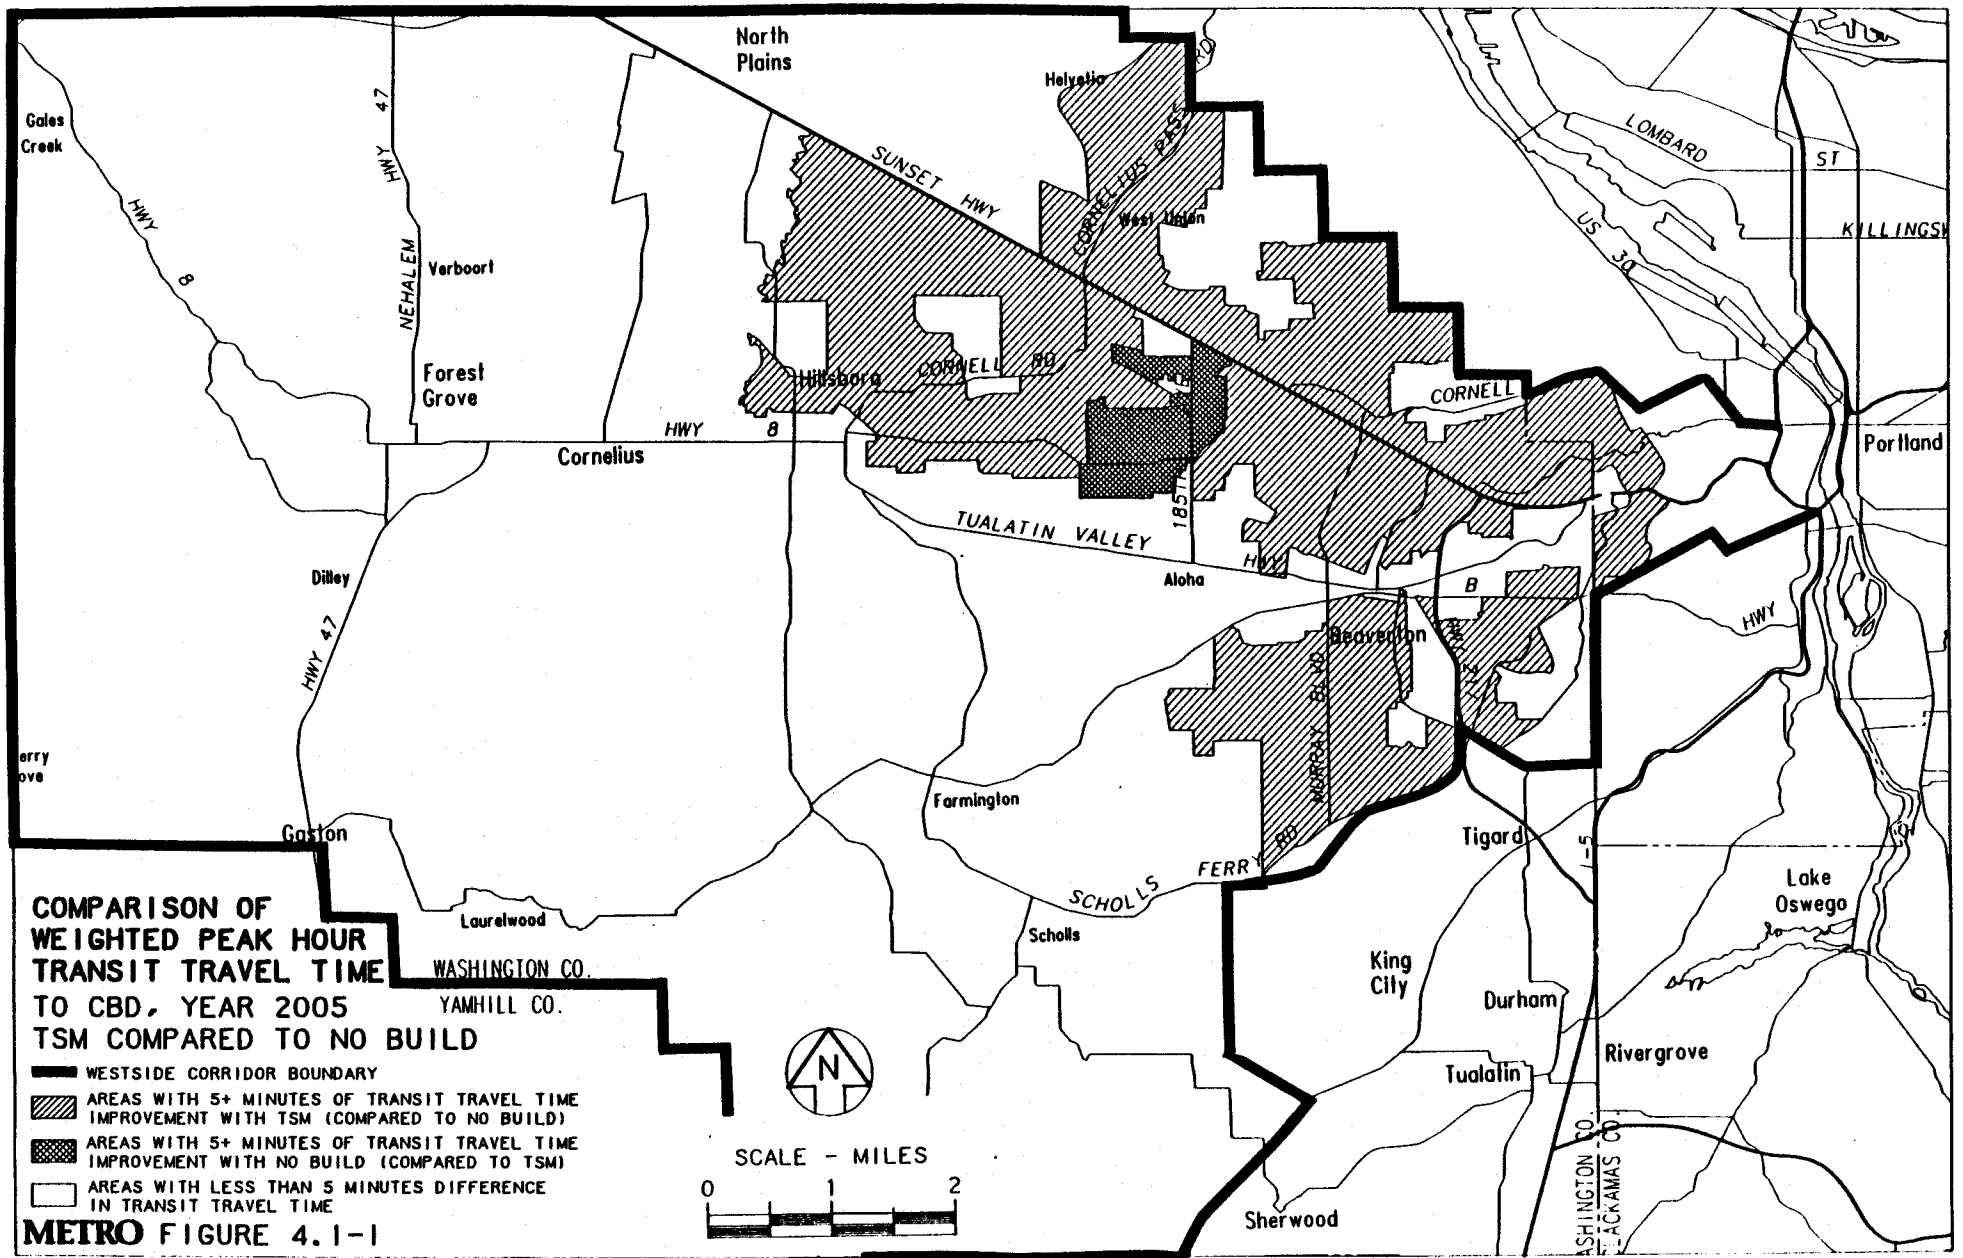 North
Plains
Helvetia
RD
Gales
Creek
HWY 47
HWY
HWY
8
SUNSET HWY
CORNELIUS PASS
West Union
LOMBARD
ST
US 30
KILLINGSW
NEHALEM
Verboort
Forest
Grove
Hillsboro
CORNELL RD
CORNELL
HWY 8
Cornelius
Portland
185TH
TUALATIN VALLEY
HWY
Dilley
Aloha
8
HWY
HWY 47
Beaverton
HWY 217
MURRAY BLVD
erry
ove
Farmington
Gaston
Tigard
I-5
RD
FERRY
SCHOLLS
Lake
Oswego
Laurelwood
Scholls
COMPARISON OF
WEIGHTED PEAK HOUR
TRANSIT TRAVEL TIME
TO CBD, YEAR 2005
TSM COMPARED TO NO BUILD
WASHINGTON CO.
YAMHILL CO.
King
City
Durham
Rivergrove
Tualatin
N
WESTSIDE CORRIDOR BOUNDARY
AREAS WITH 5+ MINUTES OF TRANSIT TRAVEL TIME
IMPROVEMENT WITH TSM (COMPARED TO NO BUILD)
AREAS WITH 5+ MINUTES OF TRANSIT TRAVEL TIME
IMPROVEMENT WITH NO BUILD (COMPARED TO TSM)
AREAS WITH LESS THAN 5 MINUTES DIFFERENCE
IN TRANSIT TRAVEL TIME
METRO FIGURE 4.1-1
SCALE - MILES
0 1 2
Sherwood
ASHINGTON CO.
LACKAMAS CO.